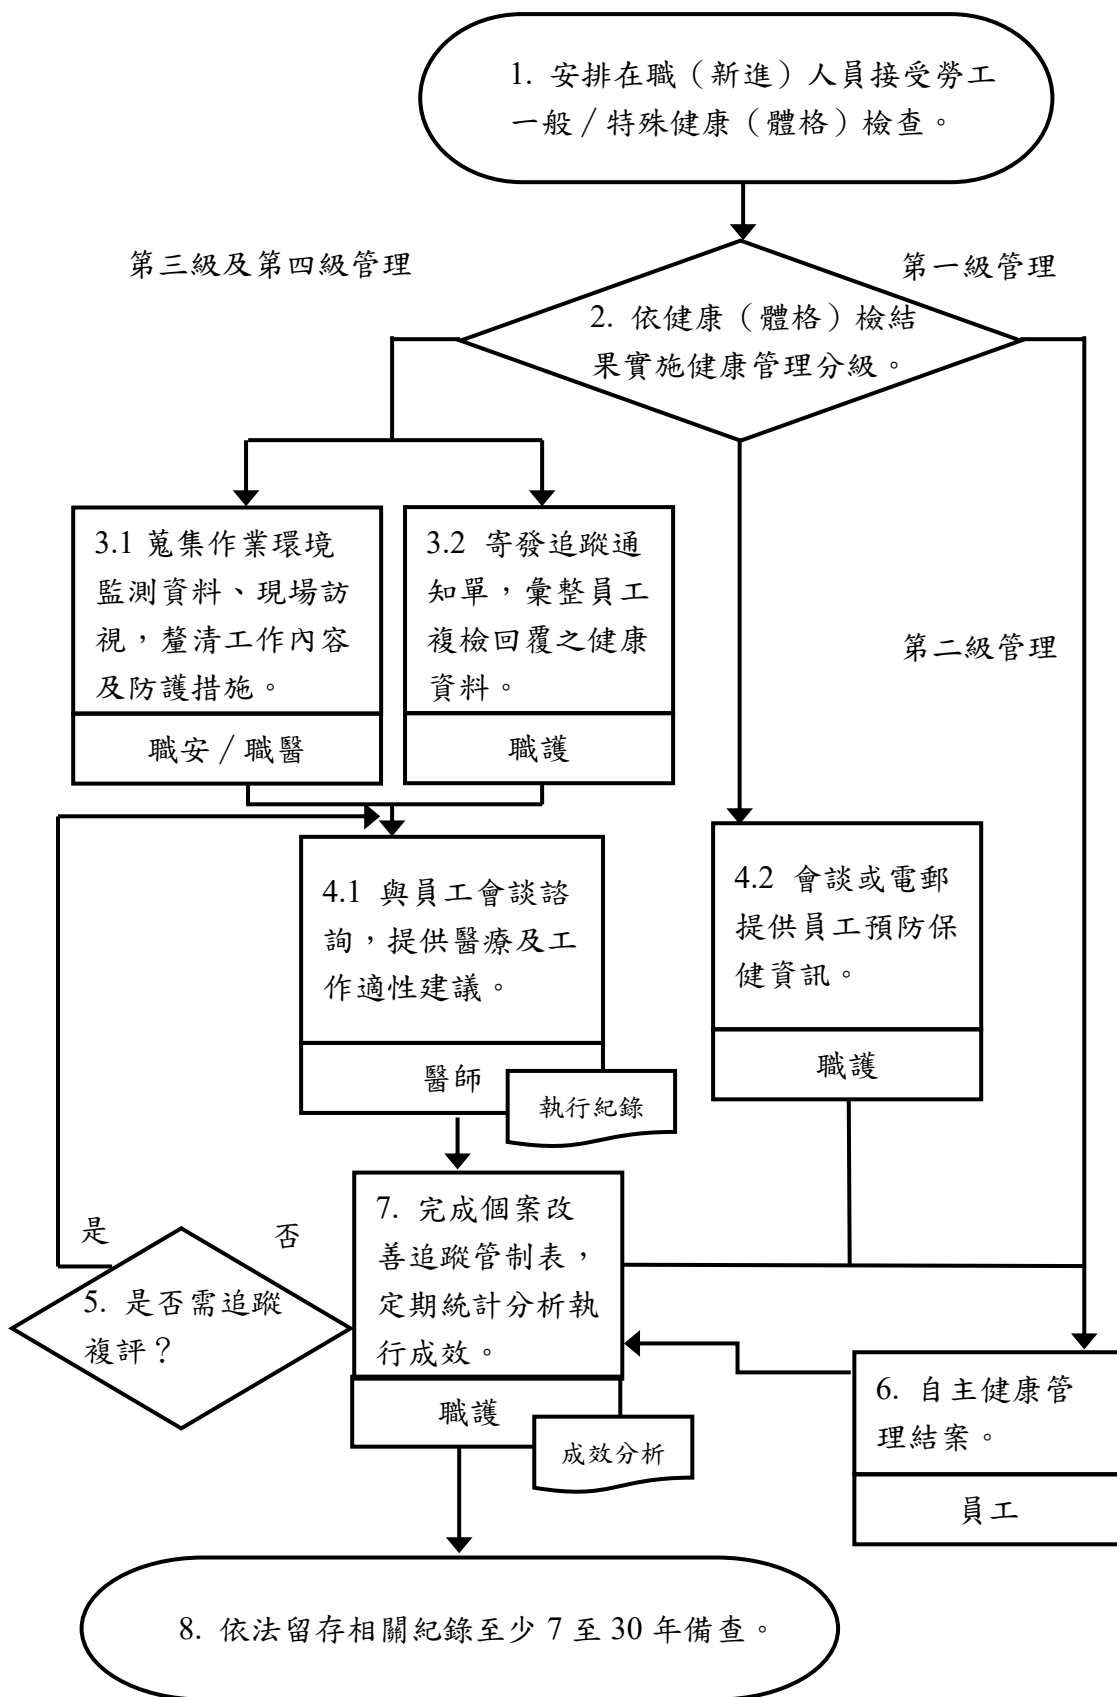 1. 安排在職（新進）人員接受勞工
一般／特殊健康（體格）檢查。
第三級及第四級管理
第一級管理
2. 依健康（體格）檢結
果實施健康管理分級。
3.1 蒐集作業環境
監測資料、現場訪
視，釐清工作內容
及防護措施。
職安／職醫
3.2 寄發追蹤通
知單，彙整員工
複檢回覆之健康
資料。
職護
第二級管理
4.1 與員工會談諮
詢，提供醫療及工
作適性建議。
醫師
執行紀錄
4.2 會談或電郵
提供員工預防保
健資訊。
職護
是
否
5. 是否需追蹤
複評？
7. 完成個案改
善追蹤管制表，
定期統計分析執
行成效。
職護
成效分析
6. 自主健康管
理結案。
員工
8. 依法留存相關紀錄至少 7 至 30 年備查。